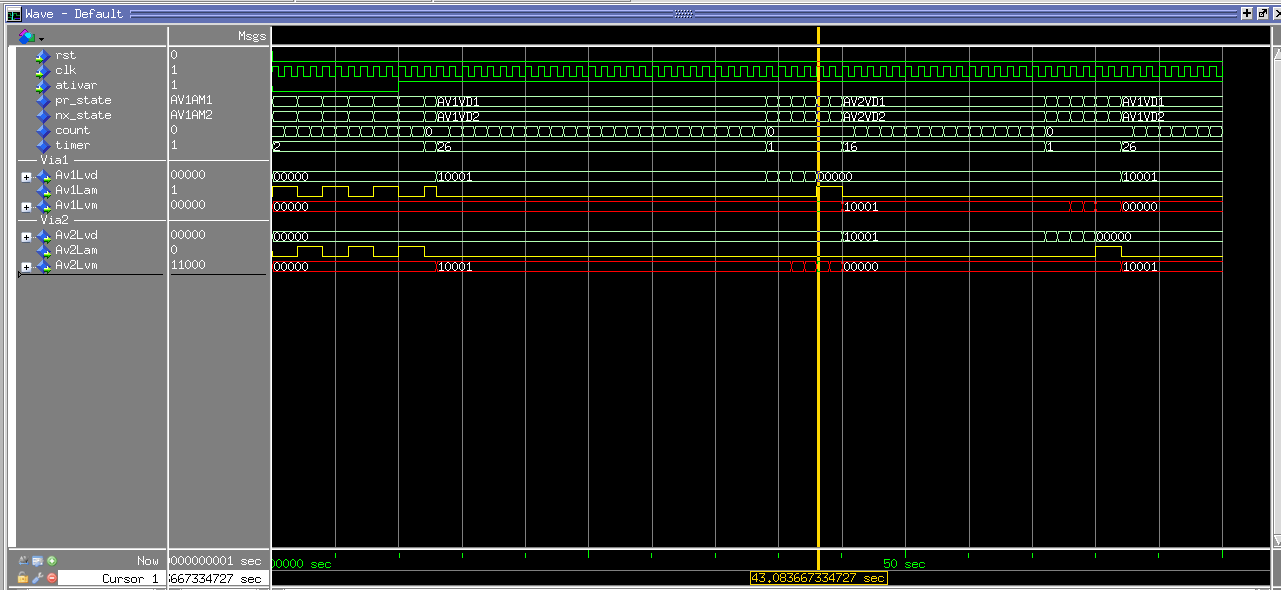 Wave - Default
Msgs
rst 0
clk 1
ativar 1
pr_state AV1AM1 AV1VD1 AV2VD1 AV1VD1
nx_state AV1AM2 AV1VD2 AV2VD2 AV1VD2
count 0 0 0 0
timer 1 2 26 1 16 1 26
Via1
Av1Lvd 00000 00000 10001 00000 10001
Av1Lam 1
Av1Lvm 00000 00000 10001 00000
Via2
Av2Lvd 00000 00000 10001 00000
Av2Lam 0
Av2Lvm 11000 00000 10001 00000 10001
Now 000000001 sec 00000 sec 50 sec
Cursor 1 667334727 sec 43.083667334727 sec